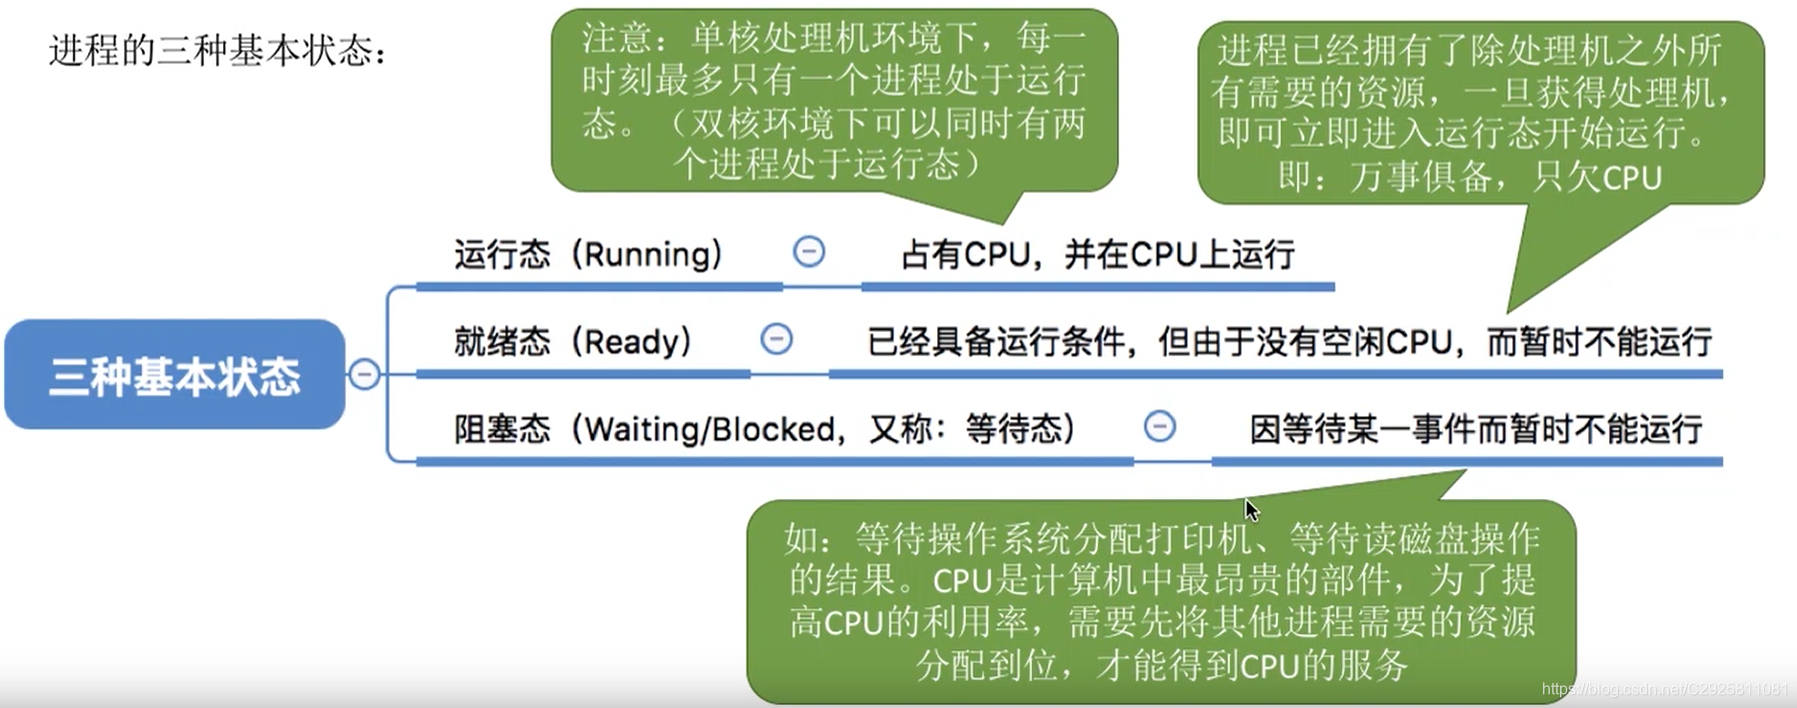 进程的三种基本状态：
注意：单核处理机环境下，每一
时刻最多只有一个进程处于运行
态。（双核环境下可以同时有两
个进程处于运行态）
进程已经拥有了除处理机之外所
有需要的资源，一旦获得处理机，
即可立即进入运行态开始运行。
即：万事俱备，只欠CPU
三种基本状态
运行态（Running）
占有CPU，并在CPU上运行
就绪态（Ready）
已经具备运行条件，但由于没有空闲CPU，而暂时不能运行
阻塞态（Waiting/Blocked，又称：等待态）
因等待某一事件而暂时不能运行
如：等待操作系统分配打印机、等待读磁盘操作
的结果。CPU是计算机中最昂贵的部件，为了提
高CPU的利用率，需要先将其他进程需要的资源
分配到位，才能得到CPU的服务
https://blog.csdn.net/C2925811081